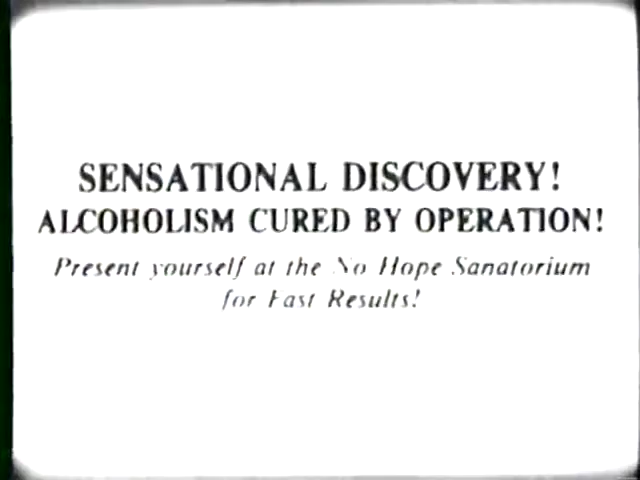 SENSATIONAL DISCOVERY!
ALCOHOLISM CURED BY OPERATION!
Present yourself at the No Hope Sanatorium
for Fast Results!